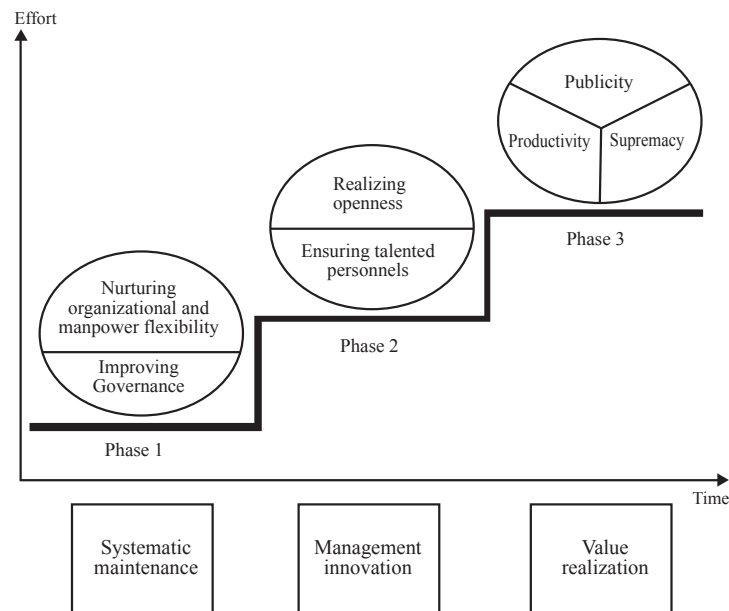 Effort
Publicity
Productivity
Supremacy
Phase 3
Realizing
openness
Ensuring talented
personnels
Phase 2
Nurturing
organizational and
manpower flexibility
Improving
Governance
Phase 1
Time
Systematic
maintenance
Management
innovation
Value
realization